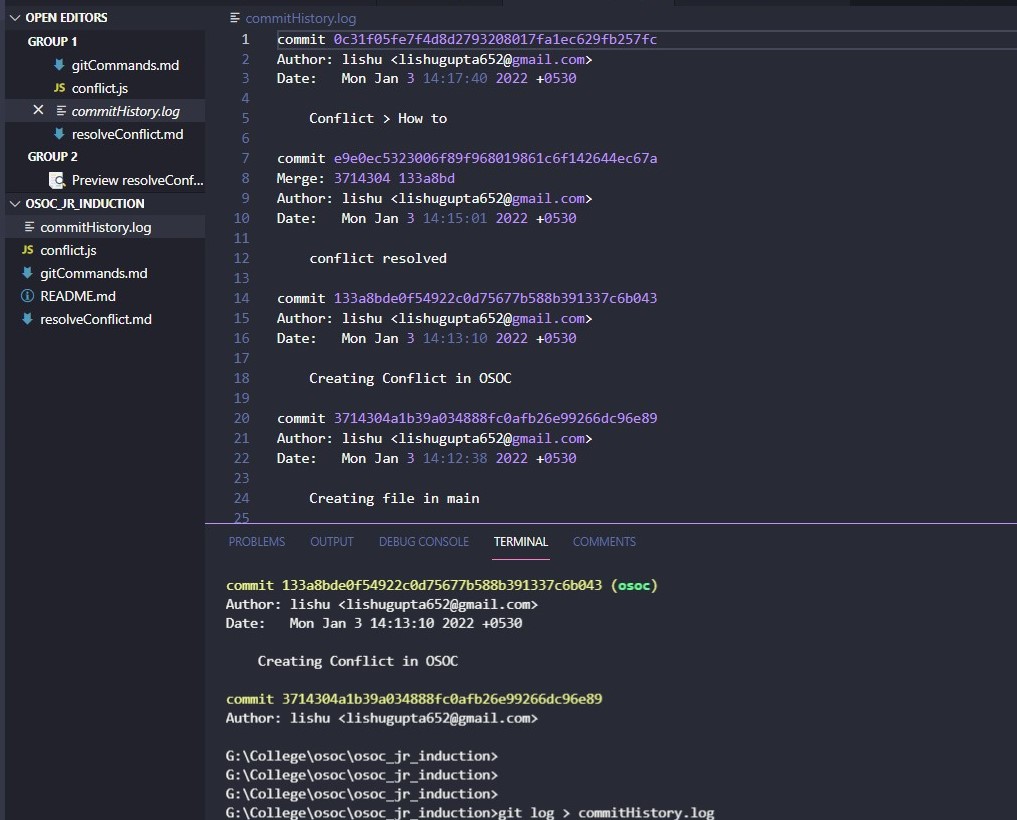 OPEN EDITORS
GROUP 1
gitCommands.md
JS conflict.js
commitHistory.log
resolveConflict.md
GROUP 2
Preview resolveConf...
OSOC_JR_INDUCTION
commitHistory.log
JS conflict.js
gitCommands.md
README.md
resolveConflict.md
commitHistory.log
1 commit 0c31f05fe7f4d8d2793208017fa1ec629fb257fc
2 Author: lishu <lishugupta652@gmail.com>
3 Date:   Mon Jan 3 14:17:40 2022 +0530
4
5     Conflict > How to
6
7 commit e9e0ec5323006f89f968019861c6f142644ec67a
8 Merge: 3714304 133a8bd
9 Author: lishu <lishugupta652@gmail.com>
10 Date:   Mon Jan 3 14:15:01 2022 +0530
11
12     conflict resolved
13
14 commit 133a8bde0f54922c0d75677b588b391337c6b043
15 Author: lishu <lishugupta652@gmail.com>
16 Date:   Mon Jan 3 14:13:10 2022 +0530
17
18     Creating Conflict in OSOC
19
20 commit 3714304a1b39a034888fc0afb26e99266dc96e89
21 Author: lishu <lishugupta652@gmail.com>
22 Date:   Mon Jan 3 14:12:38 2022 +0530
23
24     Creating file in main
25
PROBLEMS OUTPUT DEBUG CONSOLE TERMINAL COMMENTS
commit 133a8bde0f54922c0d75677b588b391337c6b043 (osoc)
Author: lishu <lishugupta652@gmail.com>
Date:   Mon Jan 3 14:13:10 2022 +0530
    Creating Conflict in OSOC
commit 3714304a1b39a034888fc0afb26e99266dc96e89
Author: lishu <lishugupta652@gmail.com>
G:\College\osoc\osoc_jr_induction>
G:\College\osoc\osoc_jr_induction>
G:\College\osoc\osoc_jr_induction>
G:\College\osoc\osoc_jr_induction>git log > commitHistory.log